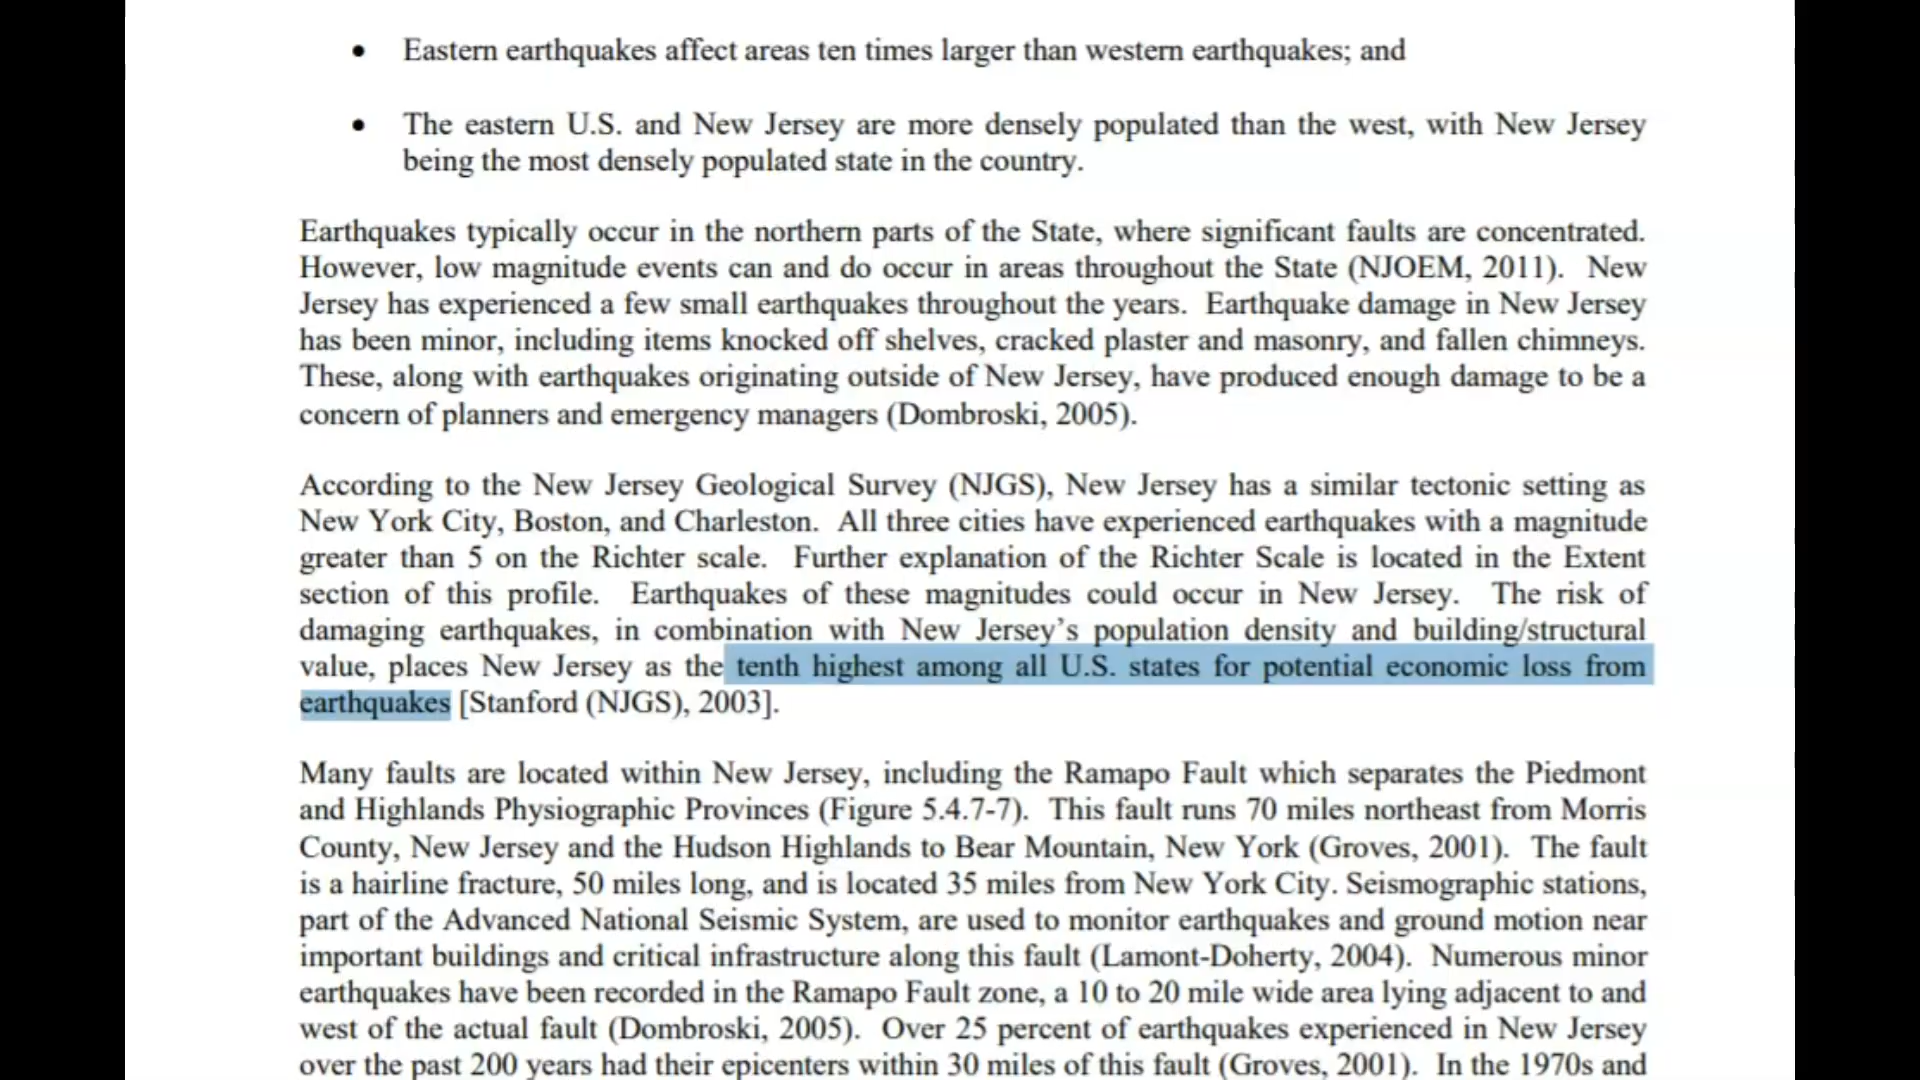 • Eastern earthquakes affect areas ten times larger than western earthquakes; and
• The eastern U.S. and New Jersey are more densely populated than the west, with New Jersey
being the most densely populated state in the country.
Earthquakes typically occur in the northern parts of the State, where significant faults are concentrated.
However, low magnitude events can and do occur in areas throughout the State (NJOEM, 2011). New
Jersey has experienced a few small earthquakes throughout the years. Earthquake damage in New Jersey
has been minor, including items knocked off shelves, cracked plaster and masonry, and fallen chimneys.
These, along with earthquakes originating outside of New Jersey, have produced enough damage to be a
concern of planners and emergency managers (Dombroski, 2005).
According to the New Jersey Geological Survey (NJGS), New Jersey has a similar tectonic setting as
New York City, Boston, and Charleston. All three cities have experienced earthquakes with a magnitude
greater than 5 on the Richter scale. Further explanation of the Richter Scale is located in the Extent
section of this profile. Earthquakes of these magnitudes could occur in New Jersey. The risk of
damaging earthquakes, in combination with New Jersey’s population density and building/structural
value, places New Jersey as the tenth highest among all U.S. states for potential economic loss from
earthquakes [Stanford (NJGS), 2003].
Many faults are located within New Jersey, including the Ramapo Fault which separates the Piedmont
and Highlands Physiographic Provinces (Figure 5.4.7-7). This fault runs 70 miles northeast from Morris
County, New Jersey and the Hudson Highlands to Bear Mountain, New York (Groves, 2001). The fault
is a hairline fracture, 50 miles long, and is located 35 miles from New York City. Seismographic stations,
part of the Advanced National Seismic System, are used to monitor earthquakes and ground motion near
important buildings and critical infrastructure along this fault (Lamont-Doherty, 2004). Numerous minor
earthquakes have been recorded in the Ramapo Fault zone, a 10 to 20 mile wide area lying adjacent to and
west of the actual fault (Dombroski, 2005). Over 25 percent of earthquakes experienced in New Jersey
over the past 200 years had their epicenters within 30 miles of this fault (Groves, 2001). In the 1970s and